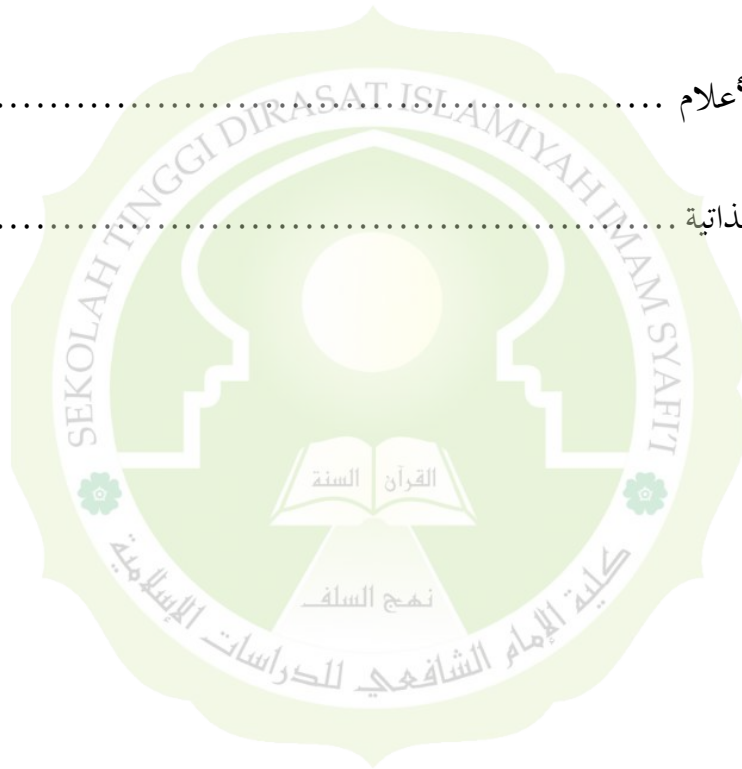 أعلام ........................................................
ذاتية ........................................................
SEKOLAH TINGGI DIRASAT ISLAMIYAH IMAM SYAFI'I
القرآن السنة
نهج السلف
كلية الإمام الشافعي للدراسات الإسلامية